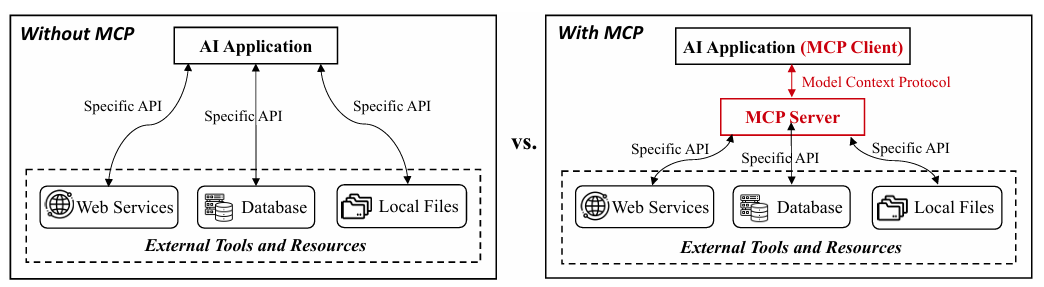 Without MCP
AI Application
Specific API
Specific API
Specific API
Web Services
Database
Local Files
External Tools and Resources
vs.
With MCP
AI Application (MCP Client)
Model Context Protocol
MCP Server
Specific API
Specific API
Specific API
Web Services
Database
Local Files
External Tools and Resources